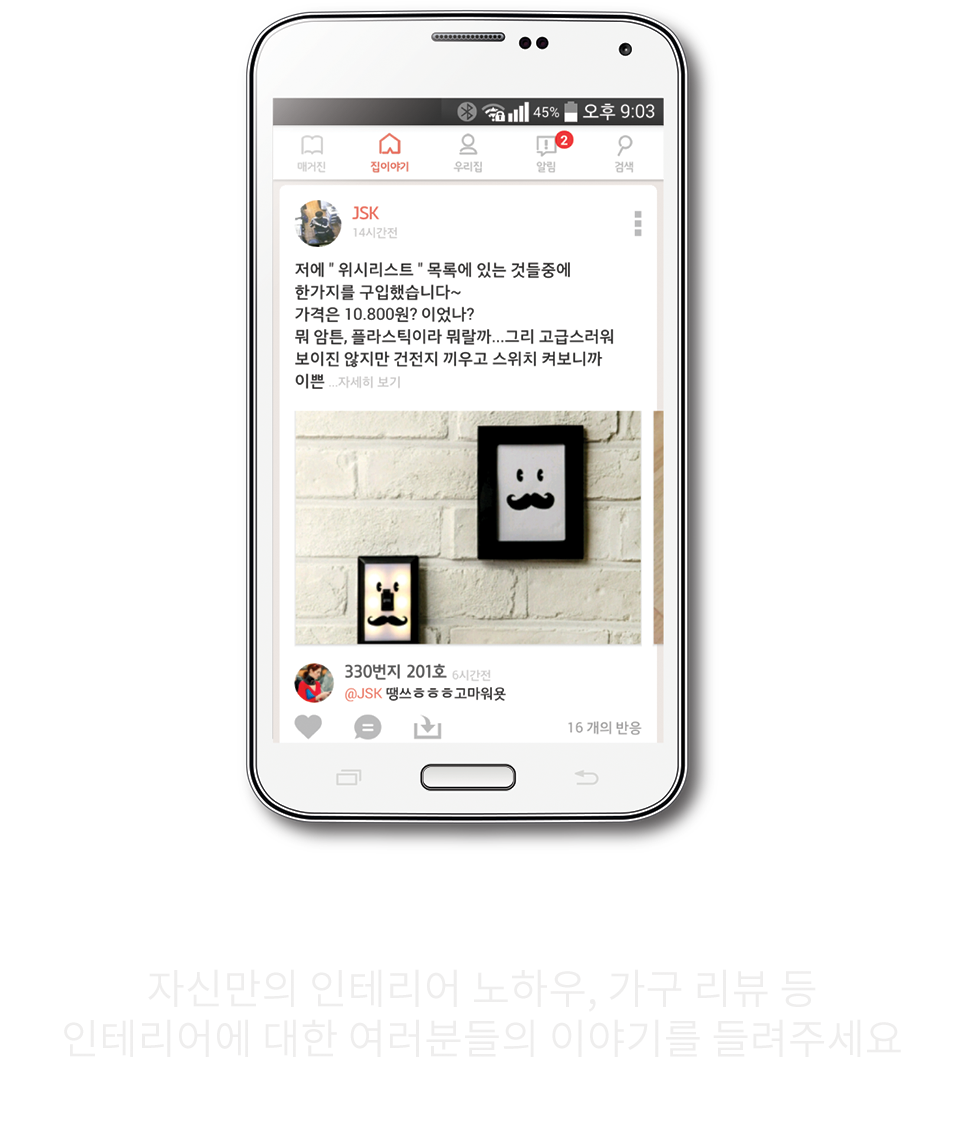 45% 오후 9:03
매거진 집이야기 우리집 알림 2 검색
JSK
14시간전
저에 " 위시리스트 " 목록에 있는 것들중에
한가지를 구입했습니다~
가격은 10.800원? 이었나?
뭐 암튼, 플라스틱이라 뭐랄까...그리 고급스러워
보이진 않지만 건전지 끼우고 스위치 켜보니까
이쁜 ...자세히 보기
330번지 201호 6시간전
@JSK 땡쓰ㅎㅎㅎ고마워욧
16 개의 반응
자신만의 인테리어 노하우, 가구 리뷰 등
인테리어에 대한 여러분들의 이야기를 들려주세요